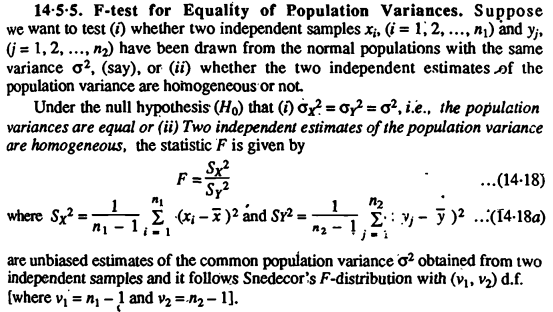 14·5·5. F-test for Equality of Population Variances. Suppose
we want to test (i) whether two independent samples xᵢ, (i = 1, 2, ..., n₁) and yⱼ,
(j = 1, 2, ..., n₂) have been drawn from the normal populations with the same
variance σ², (say), or (ii) whether the two independent estimates of the
population variance are homogeneous or not.
Under the null hypothesis (H₀) that (i) σX² = σY² = σ², i.e., the population
variances are equal or (ii) Two independent estimates of the population variance
are homogeneous, the statistic F is given by
F = SX² / SY² ...(14·18)
where SX² = 1/(n₁ − 1) Σᵢ₌₁ⁿ¹ (xᵢ − x̄)² and SY² = 1/(n₂ − 1) Σⱼ₌₁ⁿ² (yⱼ − ȳ)² ...(14·18a)
are unbiased estimates of the common population variance σ² obtained from two
independent samples and it follows Snedecor's F-distribution with (ν₁, ν₂) d.f.
[where ν₁ = n₁ − 1 and ν₂ = n₂ − 1].